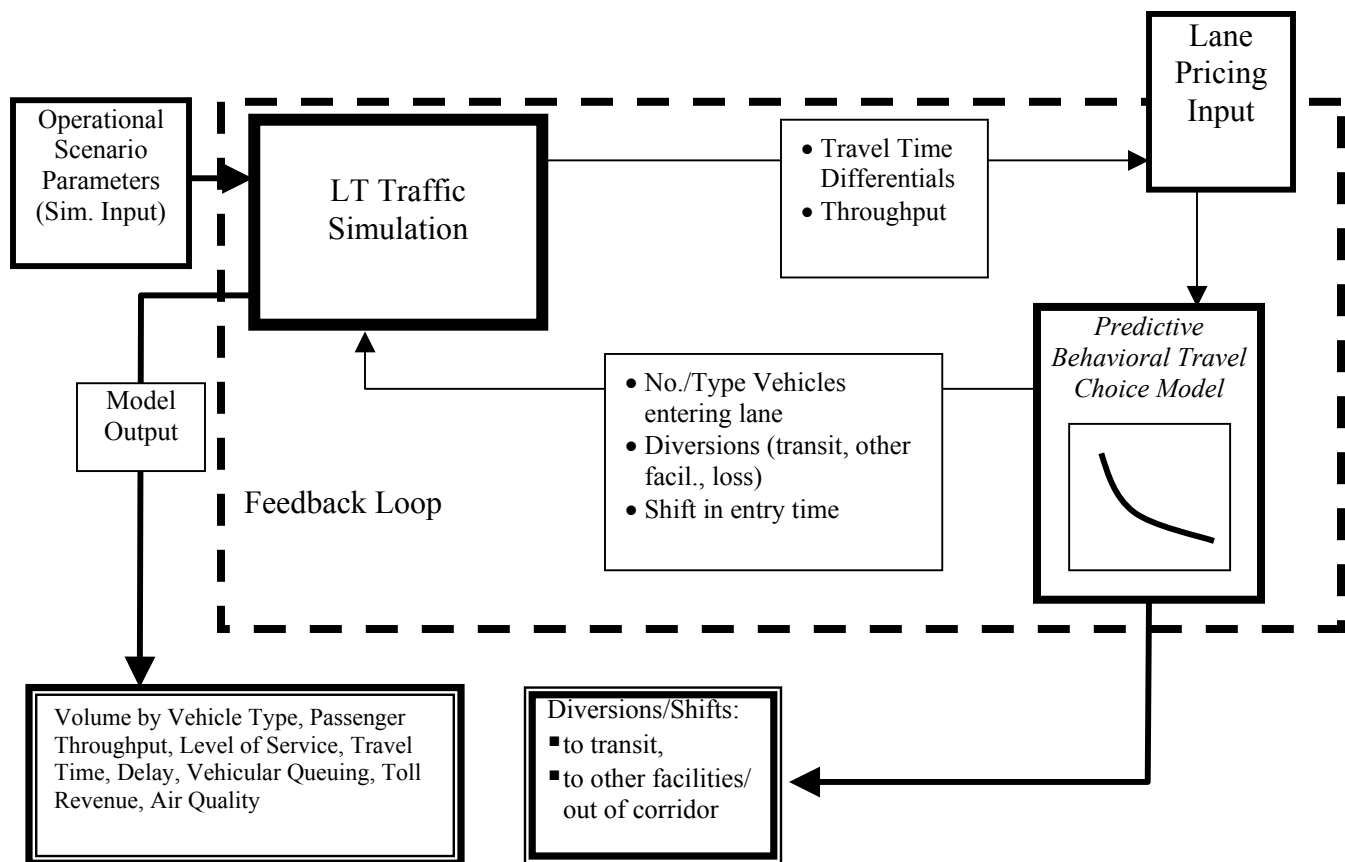 Lane
Pricing
Input
Operational
Scenario
Parameters
(Sim. Input)
LT Traffic
Simulation
• Travel Time
Differentials
• Throughput
Predictive
Behavioral Travel
Choice Model
• No./Type Vehicles
entering lane
• Diversions (transit, other
facil., loss)
• Shift in entry time
Model
Output
Feedback Loop
Volume by Vehicle Type, Passenger
Throughput, Level of Service, Travel
Time, Delay, Vehicular Queuing, Toll
Revenue, Air Quality
Diversions/Shifts:
▪ to transit,
▪ to other facilities/
out of corridor